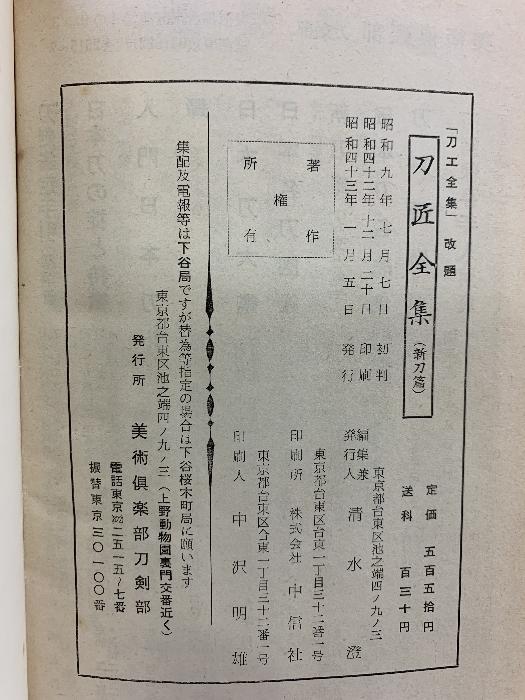 「刀工全集」改題
刀匠全集（新刀篇）
定価　五百五拾円
送料　百三十円
昭和九年七月七日　初判
昭和四十二年十二月二十日　印刷
昭和四十三年一月五日　発行
著作
権
所有
東京都台東区池之端四ノ九ノ三
編集兼
発行人　清水澄
東京都台東区台東一丁目三十二番一号
印刷所　株式会社　中信社
東京都台東区台東一丁目三十二番一号
印刷人　中沢明雄
集配及電報等は下谷局ですが替為等指定の場合は下谷桜木町局に願います
東京都台東区池之端四ノ九ノ三（上野動物園裏門交番近く）
発行所　美術倶楽部刀剣部
電話東京　二五一五〜七番
振替東京三〇一〇〇番